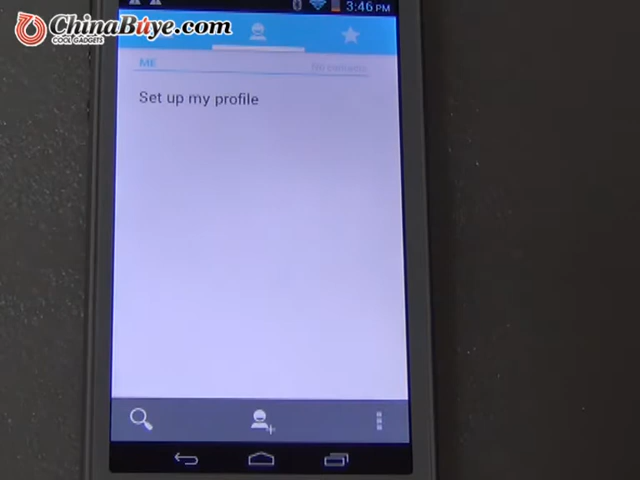 ChinaBuye.com
COOL GADGETS
3:46 PM
ME
No contacts
Set up my profile